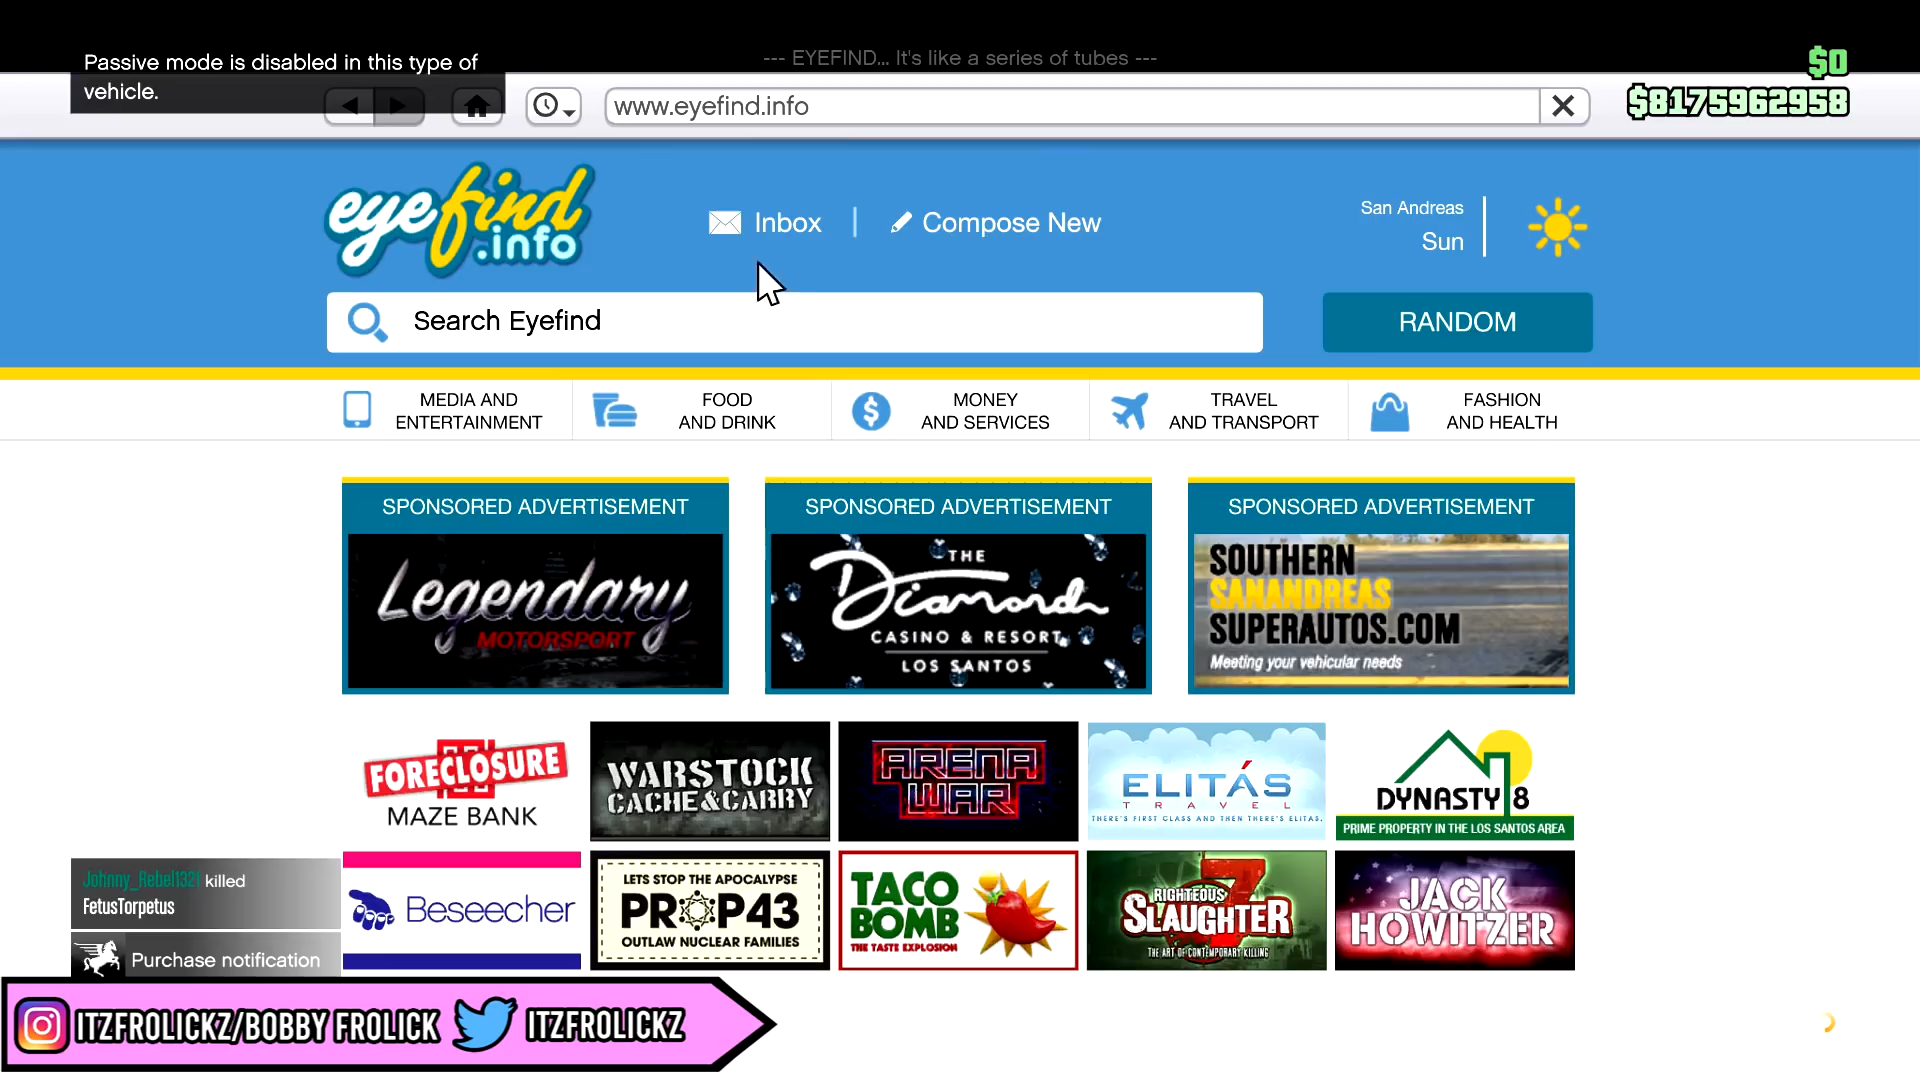 Passive mode is disabled in this type of
vehicle.
--- EYEFIND... It's like a series of tubes ---
$0
$8175962958
www.eyefind.info
eyefind
.info
Inbox
Compose New
San Andreas
Sun
Search Eyefind
RANDOM
MEDIA AND
ENTERTAINMENT
FOOD
AND DRINK
MONEY
AND SERVICES
TRAVEL
AND TRANSPORT
FASHION
AND HEALTH
SPONSORED ADVERTISEMENT
Legendary
MOTORSPORT
SPONSORED ADVERTISEMENT
THE
Diamond
CASINO & RESORT
LOS SANTOS
SPONSORED ADVERTISEMENT
SOUTHERN
SANANDREAS
SUPERAUTOS.COM
Meeting your vehicular needs
FORECLOSURE
MAZE BANK
WARSTOCK
CACHE&CARRY
ARENA
WAR
ELITÁS
TRAVEL
THERE'S FIRST CLASS AND THEN THERE'S ELITAS.
DYNASTY 8
PRIME PROPERTY IN THE LOS SANTOS AREA
Johnny_Rebel1321 killed
FetusTorpetus
Purchase notification
Beseecher
LETS STOP THE APOCALYPSE
PROP43
OUTLAW NUCLEAR FAMILIES
TACO
BOMB
THE TASTE EXPLOSION
7
RIGHTEOUS
SLAUGHTER
THE ART OF CONTEMPORARY KILLING
JACK
HOWITZER
ITZFROLICKZ/BOBBY FROLICK
ITZFROLICKZ